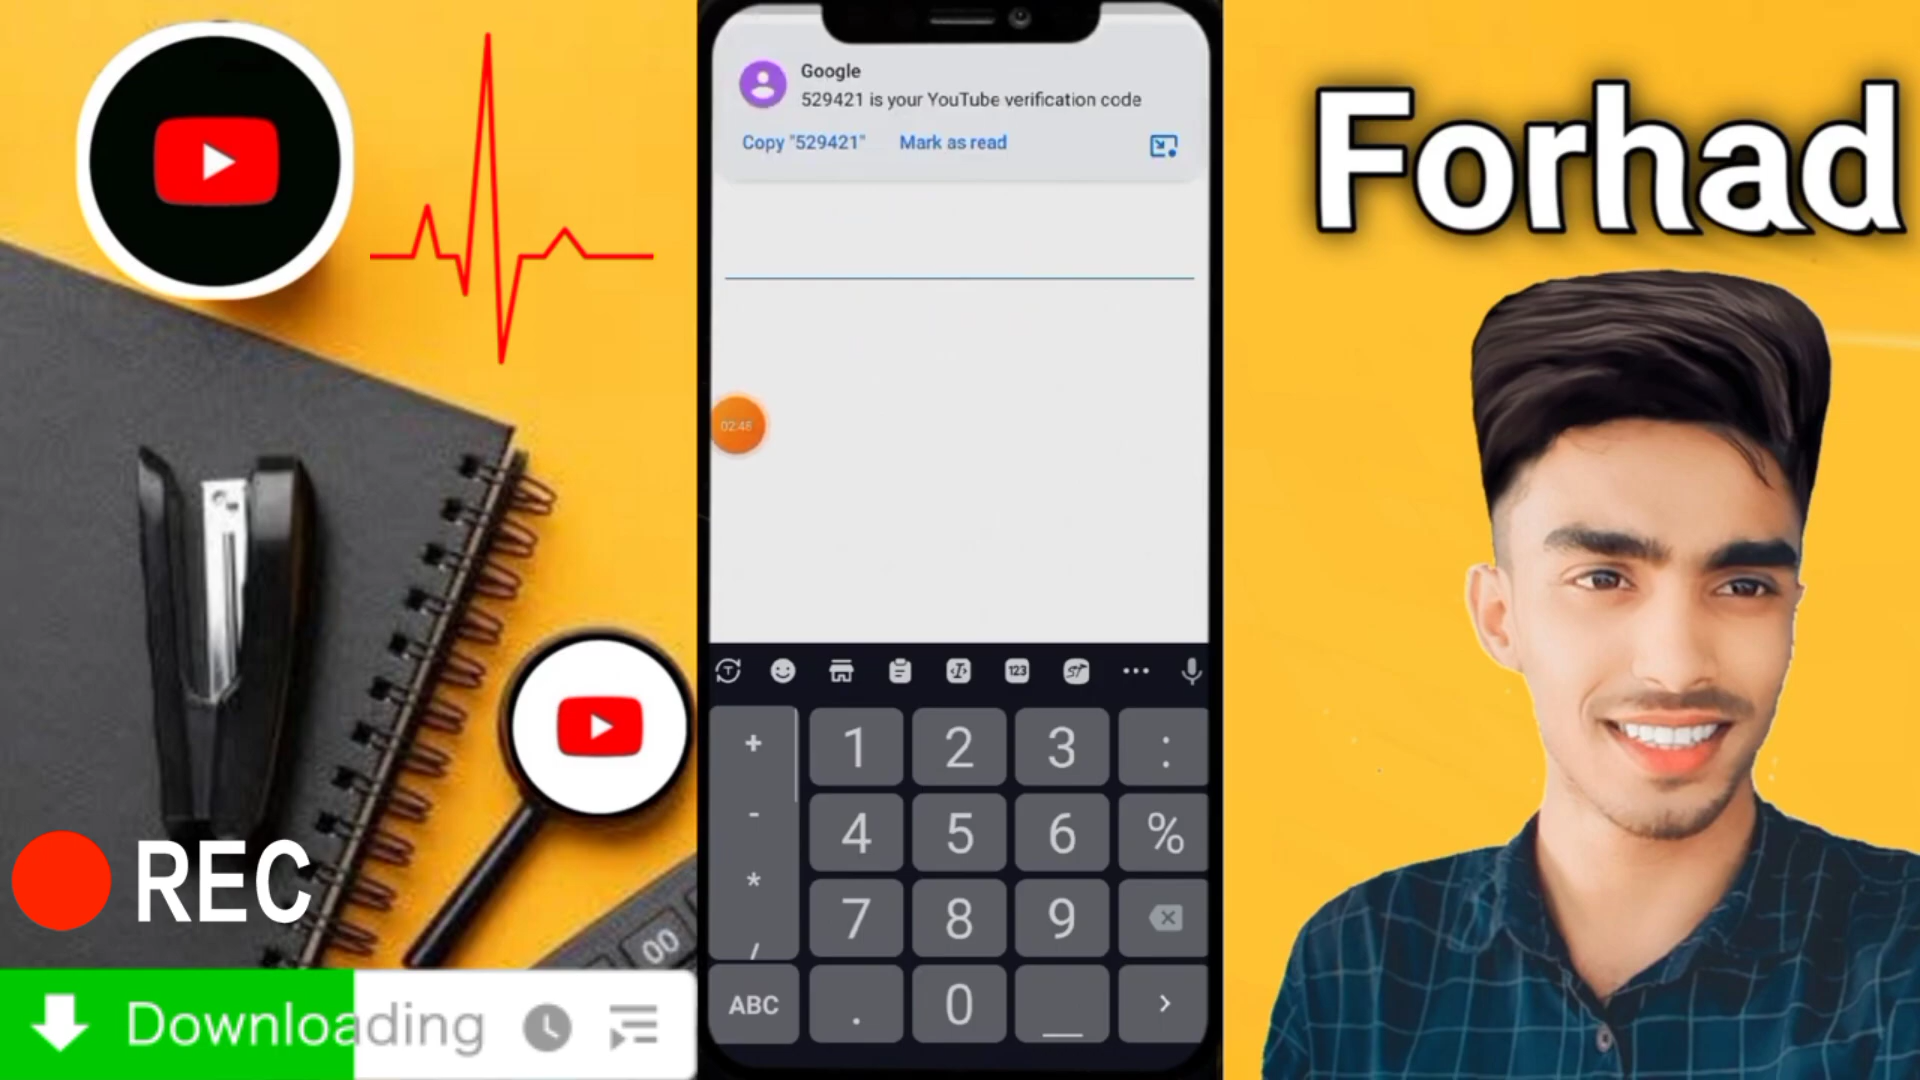 Google
529421 is your YouTube verification code
Copy "529421" Mark as read
Forhad
02:48
123
ST
+ 1 2 3 :
- 4 5 6 %
* 7 8 9
/
ABC . 0 _ >
REC
00
Downloading